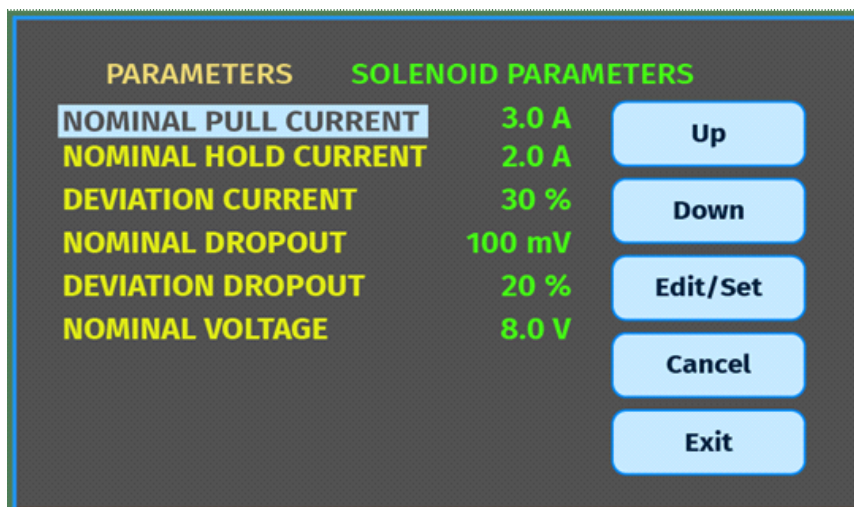 PARAMETERS SOLENOID PARAMETERS
NOMINAL PULL CURRENT 3.0 A
NOMINAL HOLD CURRENT 2.0 A
DEVIATION CURRENT 30 %
NOMINAL DROPOUT 100 mV
DEVIATION DROPOUT 20 %
NOMINAL VOLTAGE 8.0 V
Up
Down
Edit/Set
Cancel
Exit